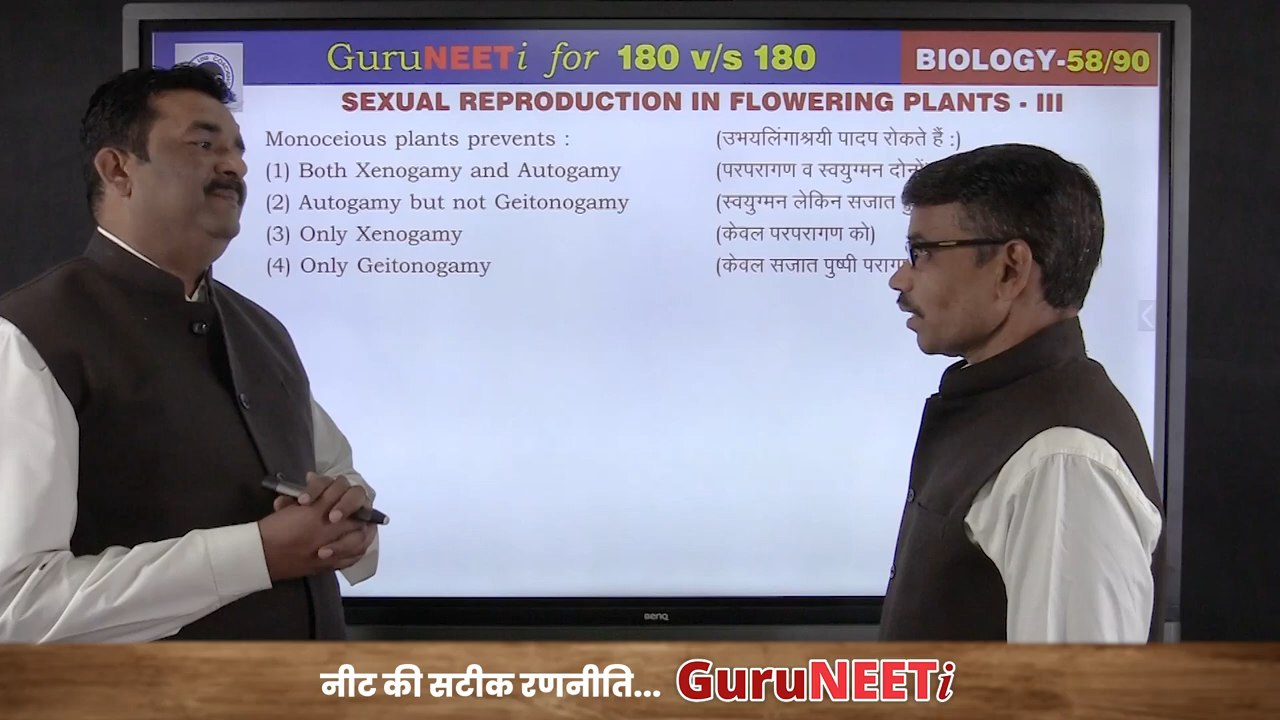 GuruNEETi for 180 v/s 180
BIOLOGY-58/90
SEXUAL REPRODUCTION IN FLOWERING PLANTS - III
Monoceious plants prevents : (उभयलिंगाश्रयी पादप रोकते हैं :)
(1) Both Xenogamy and Autogamy (परपरागण व स्वयुग्मन
(2) Autogamy but not Geitonogamy (स्वयुग्मन लेकिन सजात
(3) Only Xenogamy (केवल परपरागण को)
(4) Only Geitonogamy (केवल सजात पुष्पी
BenQ
नीट की सटीक रणनीति... GuruNEETi